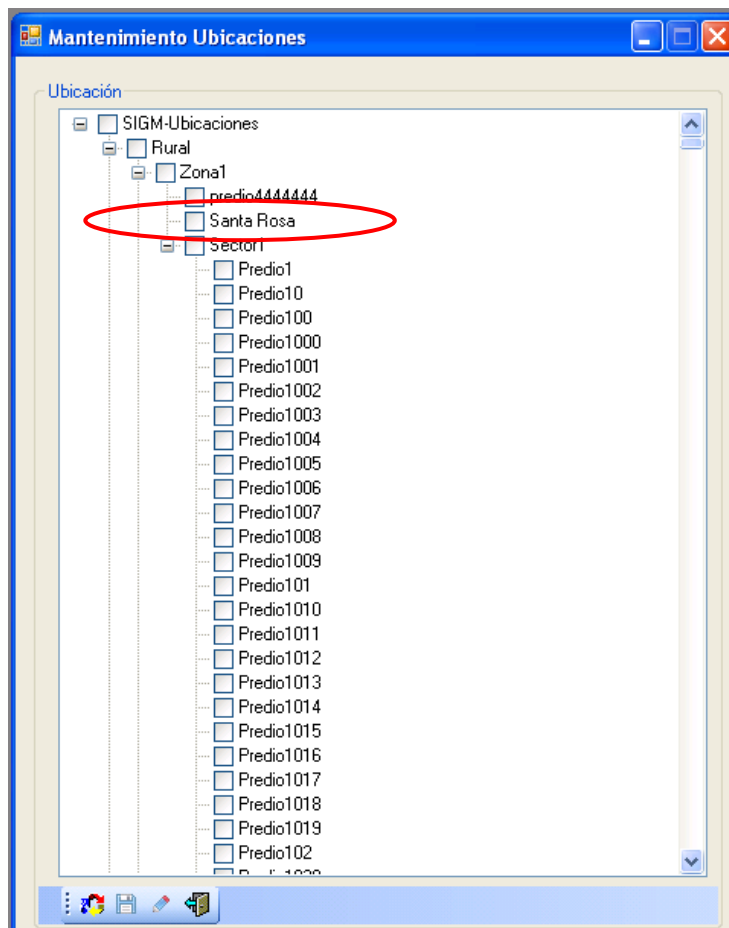 Mantenimiento Ubicaciones
Ubicación
SIGM-Ubicaciones
Rural
Zona1
predio4444444
Santa Rosa
Sector1
Predio1
Predio10
Predio100
Predio1000
Predio1001
Predio1002
Predio1003
Predio1004
Predio1005
Predio1006
Predio1007
Predio1008
Predio1009
Predio101
Predio1010
Predio1011
Predio1012
Predio1013
Predio1014
Predio1015
Predio1016
Predio1017
Predio1018
Predio1019
Predio102